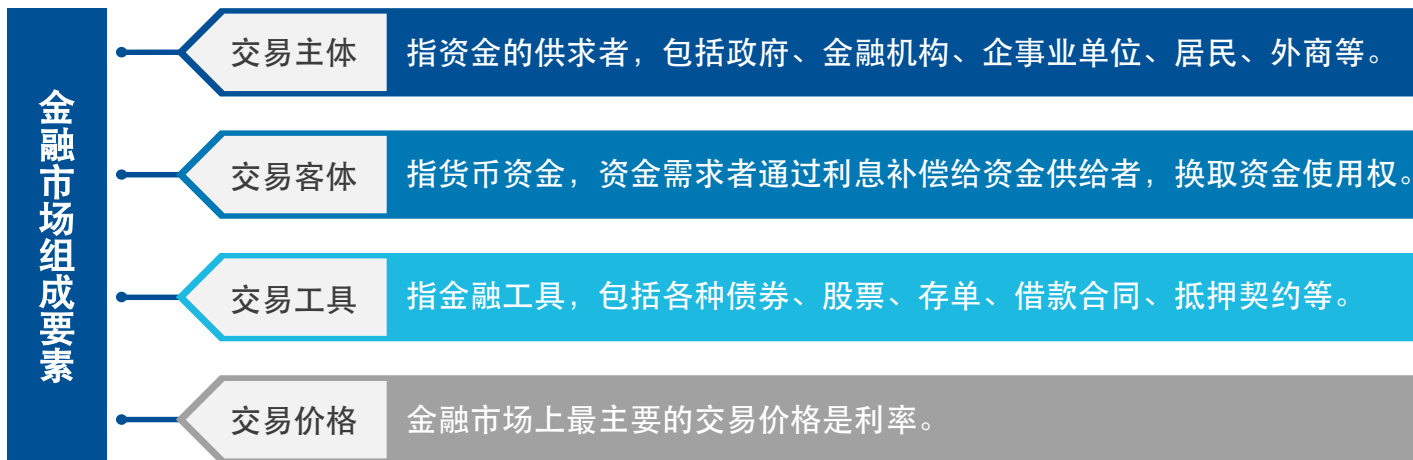 金融市场组成要素
交易主体
指资金的供求者，包括政府、金融机构、企事业单位、居民、外商等。
交易客体
指货币资金，资金需求者通过利息补偿给资金供给者，换取资金使用权。
交易工具
指金融工具，包括各种债券、股票、存单、借款合同、抵押契约等。
交易价格
金融市场上最主要的交易价格是利率。